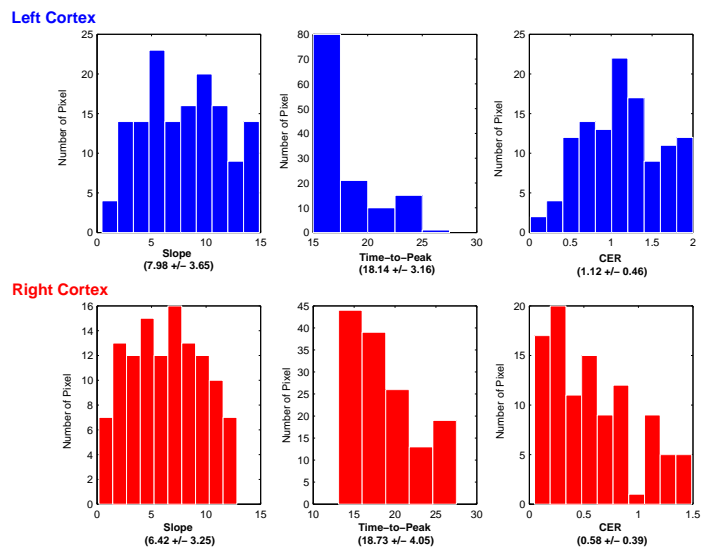 Left Cortex
25
20
15
10
5
0
Number of Pixel
0 5 10 15
Slope
(7.98 +/− 3.65)
80
70
60
50
40
30
20
10
0
Number of Pixel
15 20 25 30
Time−to−Peak
(18.14 +/− 3.16)
25
20
15
10
5
0
Number of Pixel
0 0.5 1 1.5 2
CER
(1.12 +/− 0.46)
Right Cortex
16
14
12
10
8
6
4
2
0
Number of Pixel
0 5 10 15
Slope
(6.42 +/− 3.25)
45
40
35
30
25
20
15
10
5
0
Number of Pixel
10 15 20 25 30
Time−to−Peak
(18.73 +/− 4.05)
20
15
10
5
0
Number of Pixel
0 0.5 1 1.5
CER
(0.58 +/− 0.39)